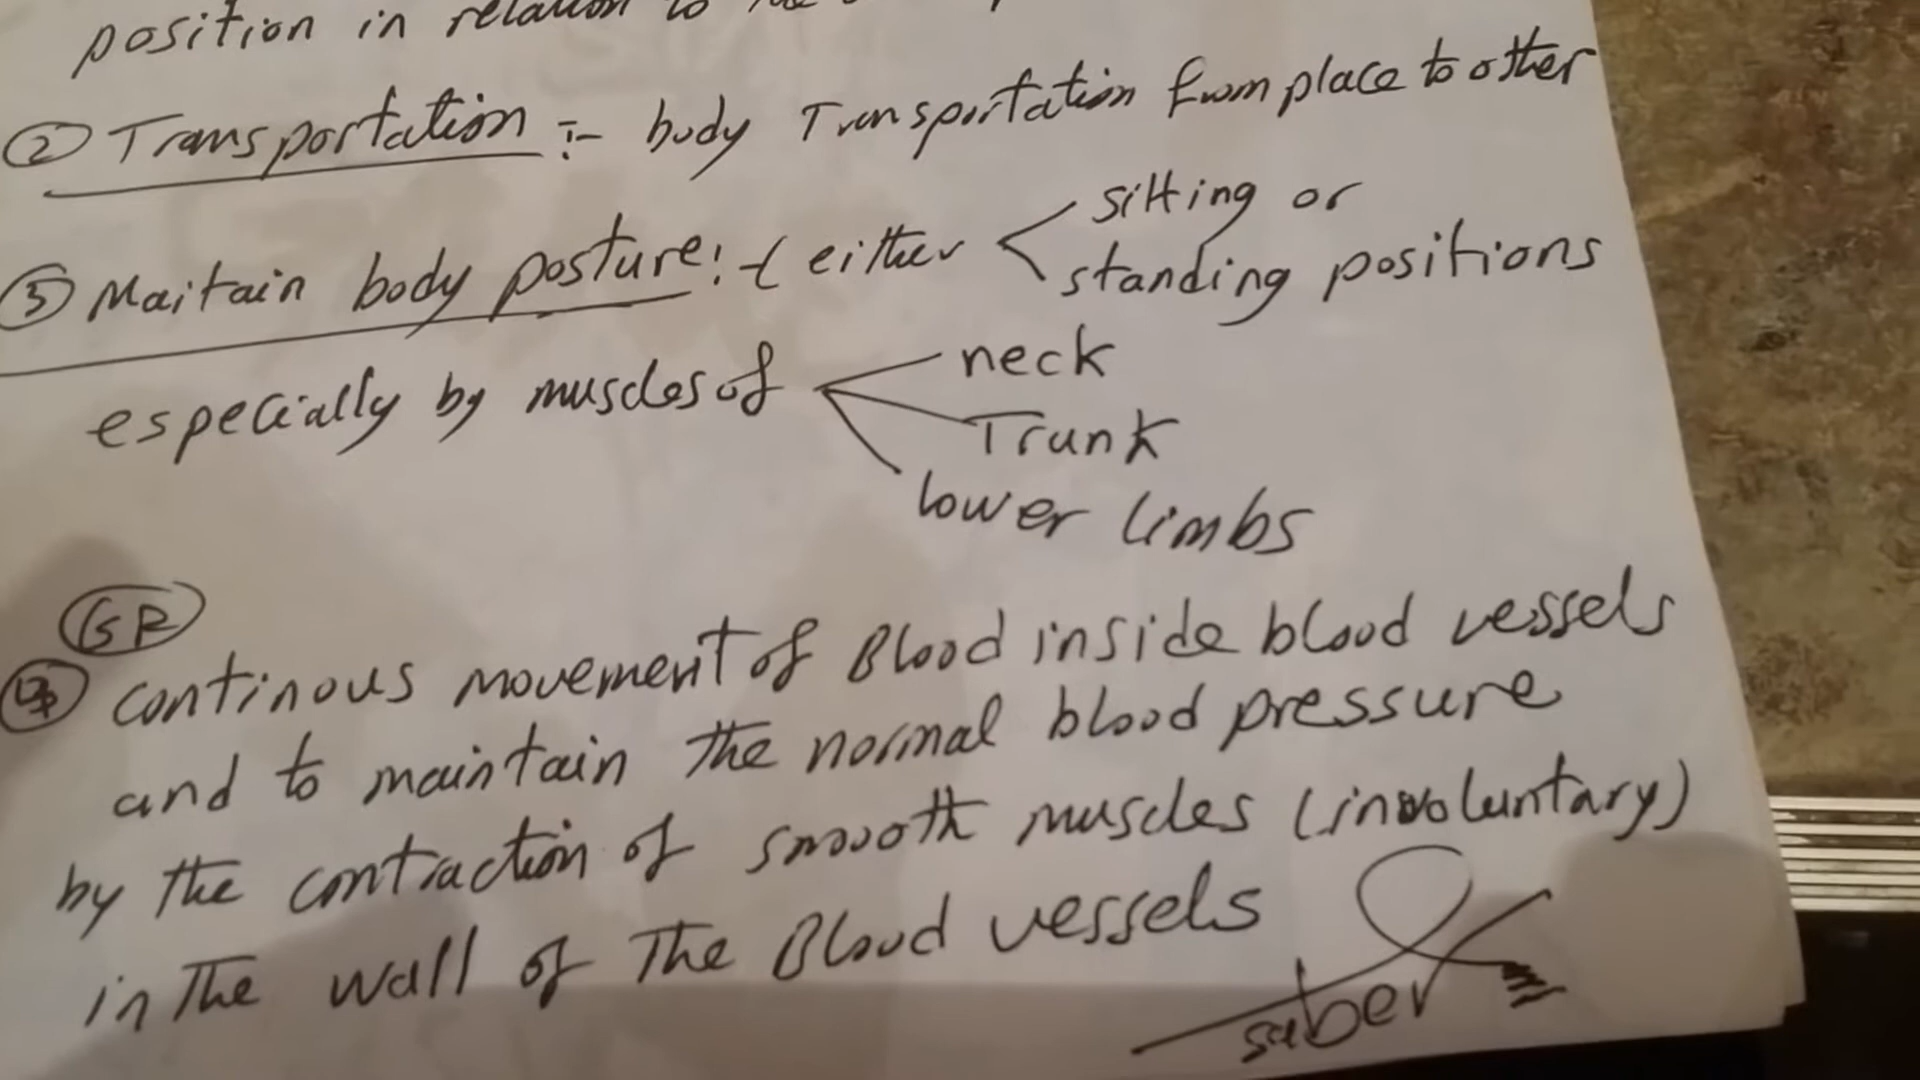 position in relation to
② Transportation :- body Transportation from place to other
③ Maitain body posture :- ( either < sitting or
standing positions
especially by muscles of neck
Trunk
lower limbs
GR
④ continous movement of Blood inside blood vessels
and to maintain the normal blood pressure
by the contraction of smooth muscles (involuntary)
in The wall of The Blood vessels
saber